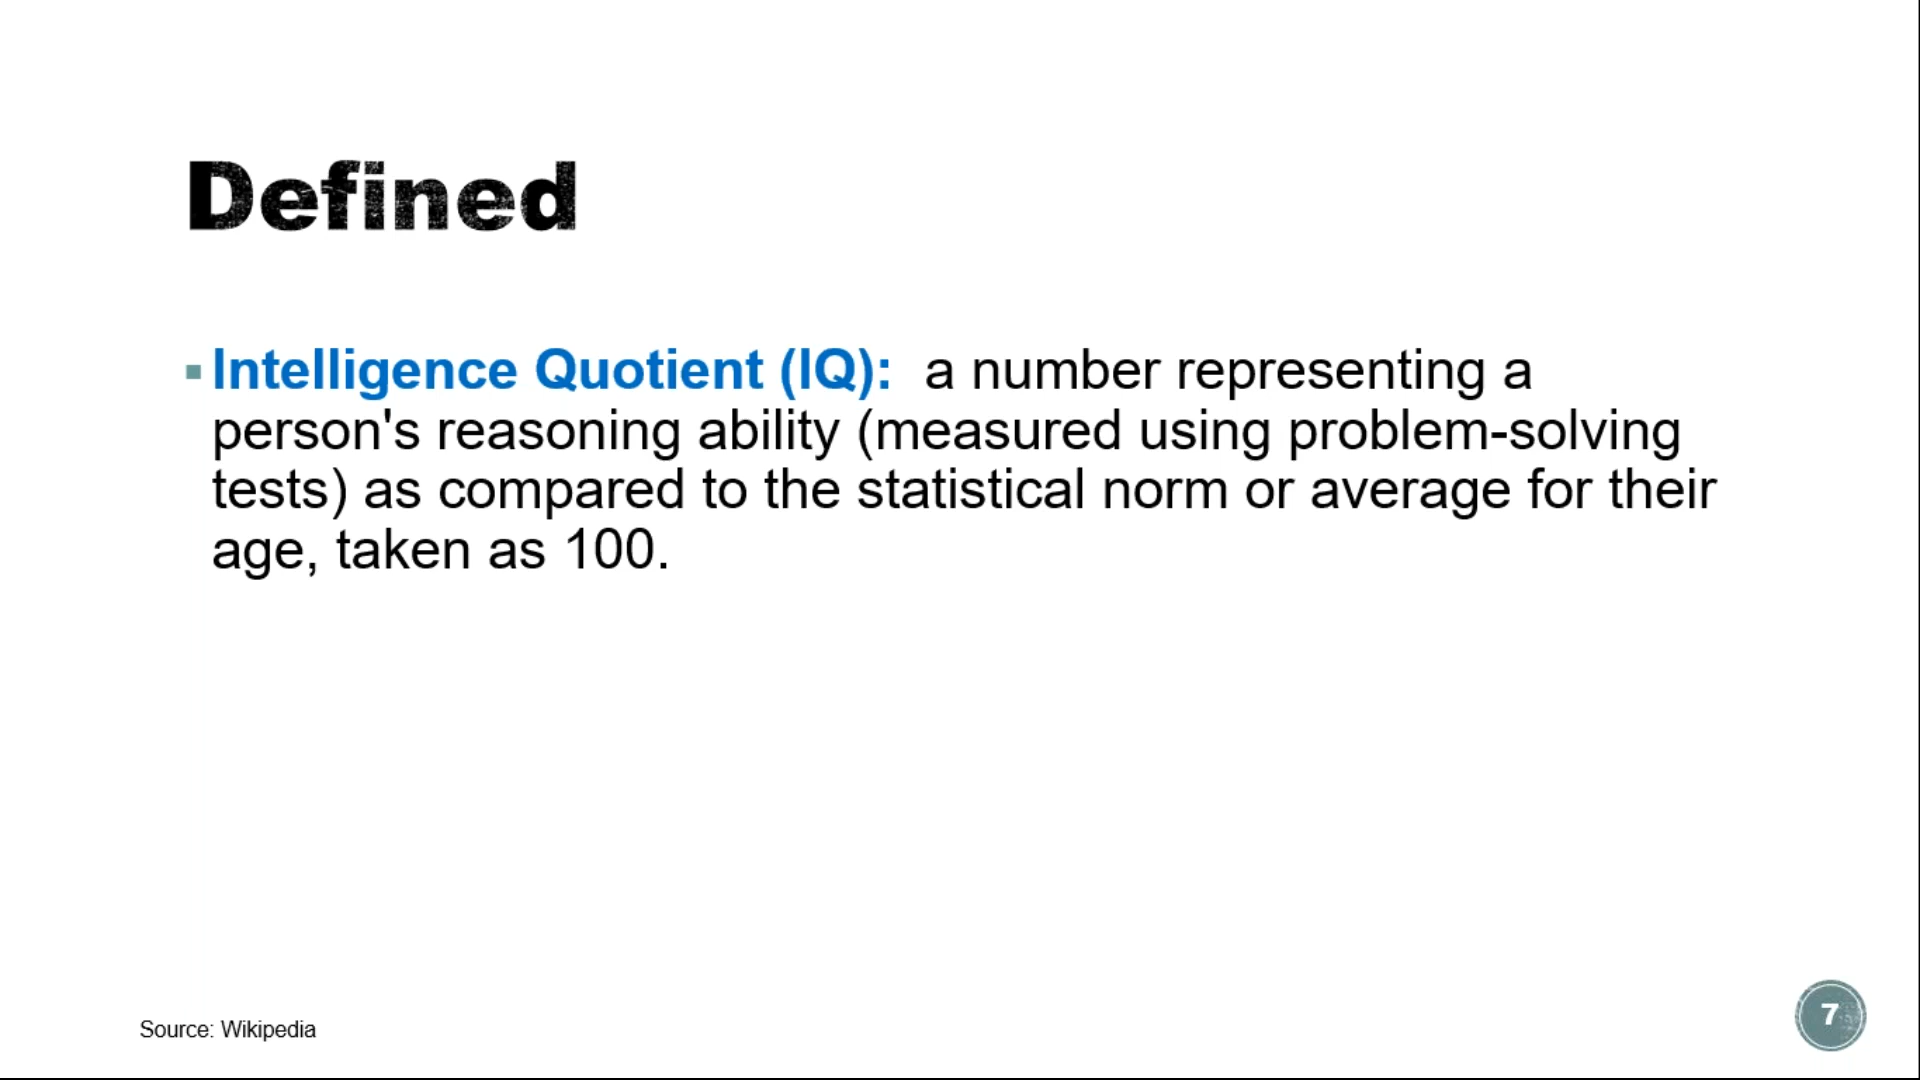 Defined
▪ Intelligence Quotient (IQ):  a number representing a
person's reasoning ability (measured using problem-solving
tests) as compared to the statistical norm or average for their
age, taken as 100.
Source: Wikipedia
7